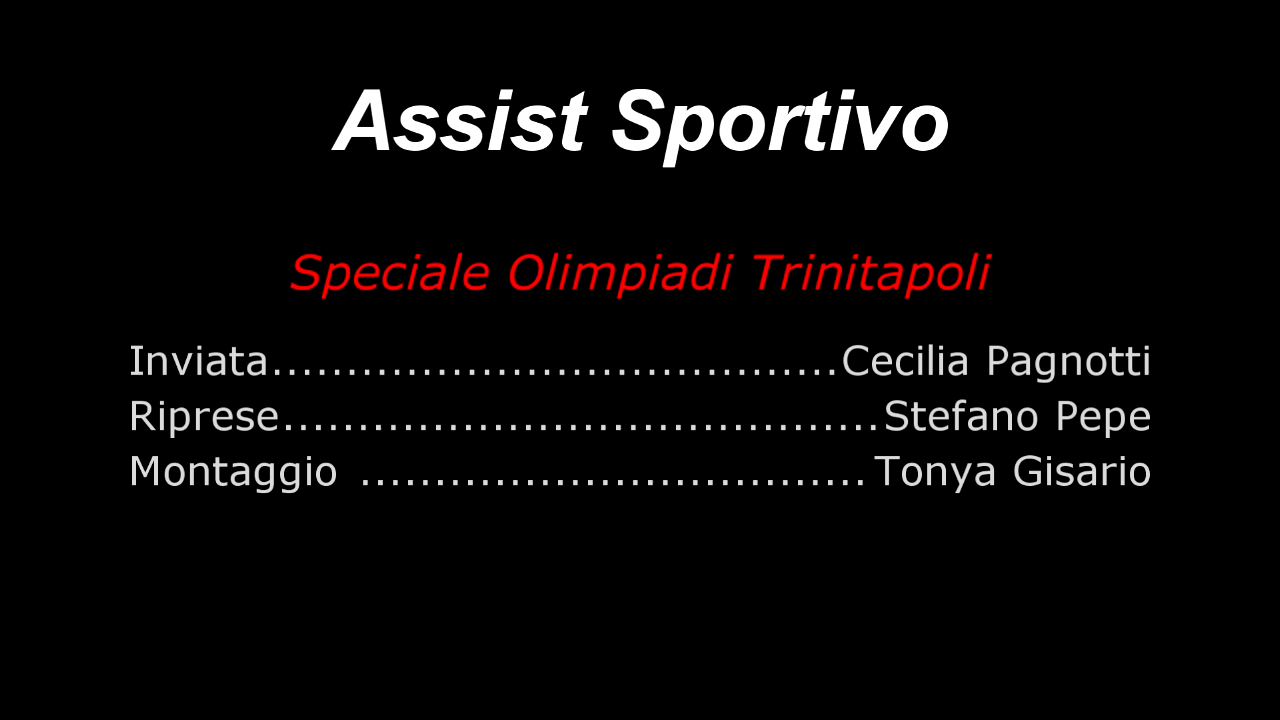 Assist Sportivo
Speciale Olimpiadi Trinitapoli
Inviata......................................Cecilia Pagnotti
Riprese........................................Stefano Pepe
Montaggio ..................................Tonya Gisario